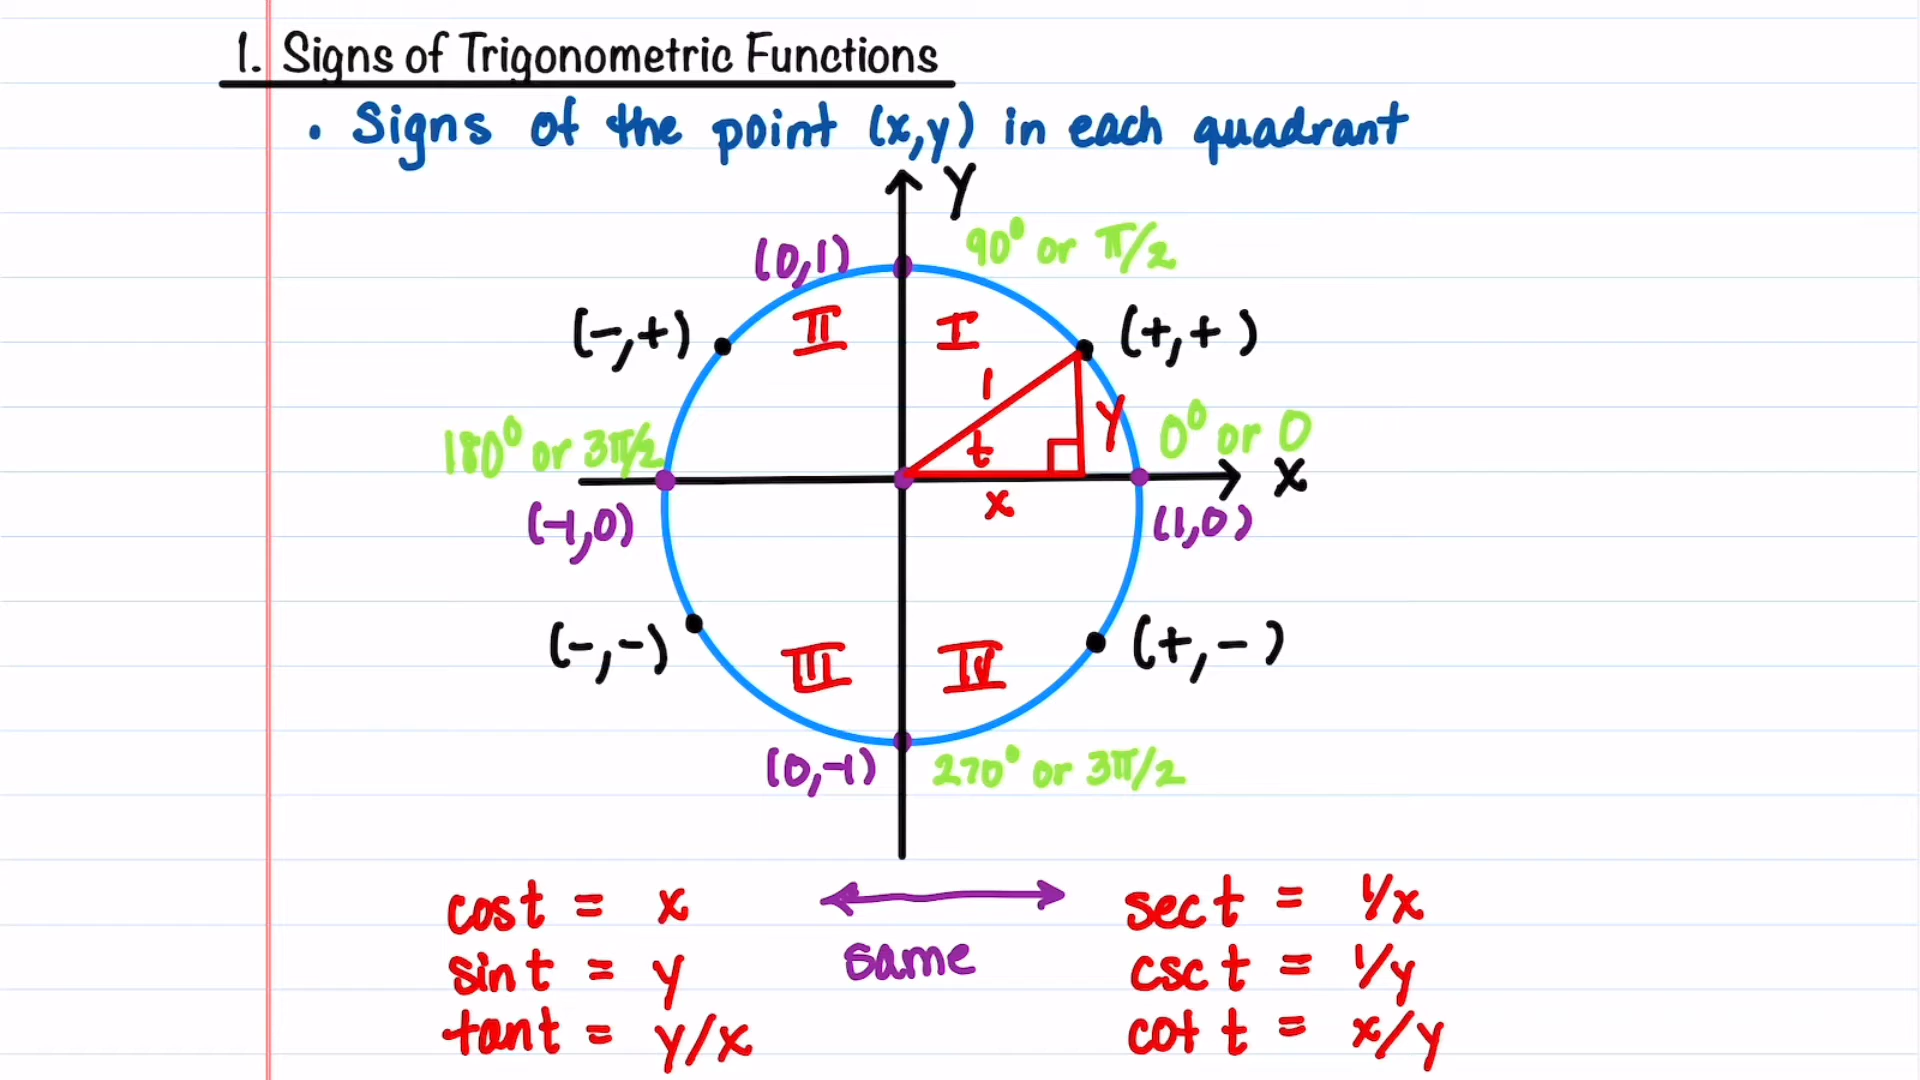 1. Signs of Trigonometric Functions
• Signs of the point (x,y) in each quadrant
Y
(0,1) 90° or π/2
(-,+) II I (+,+)
1
180° or 3π/2 t y 0° or 0
x
(-1,0) x (1,0)
(-,-) III IV (+,-)
(0,-1) 270° or 3π/2
cos t = x sec t = 1/x
same
sin t = y csc t = 1/y
tan t = y/x cot t = x/y